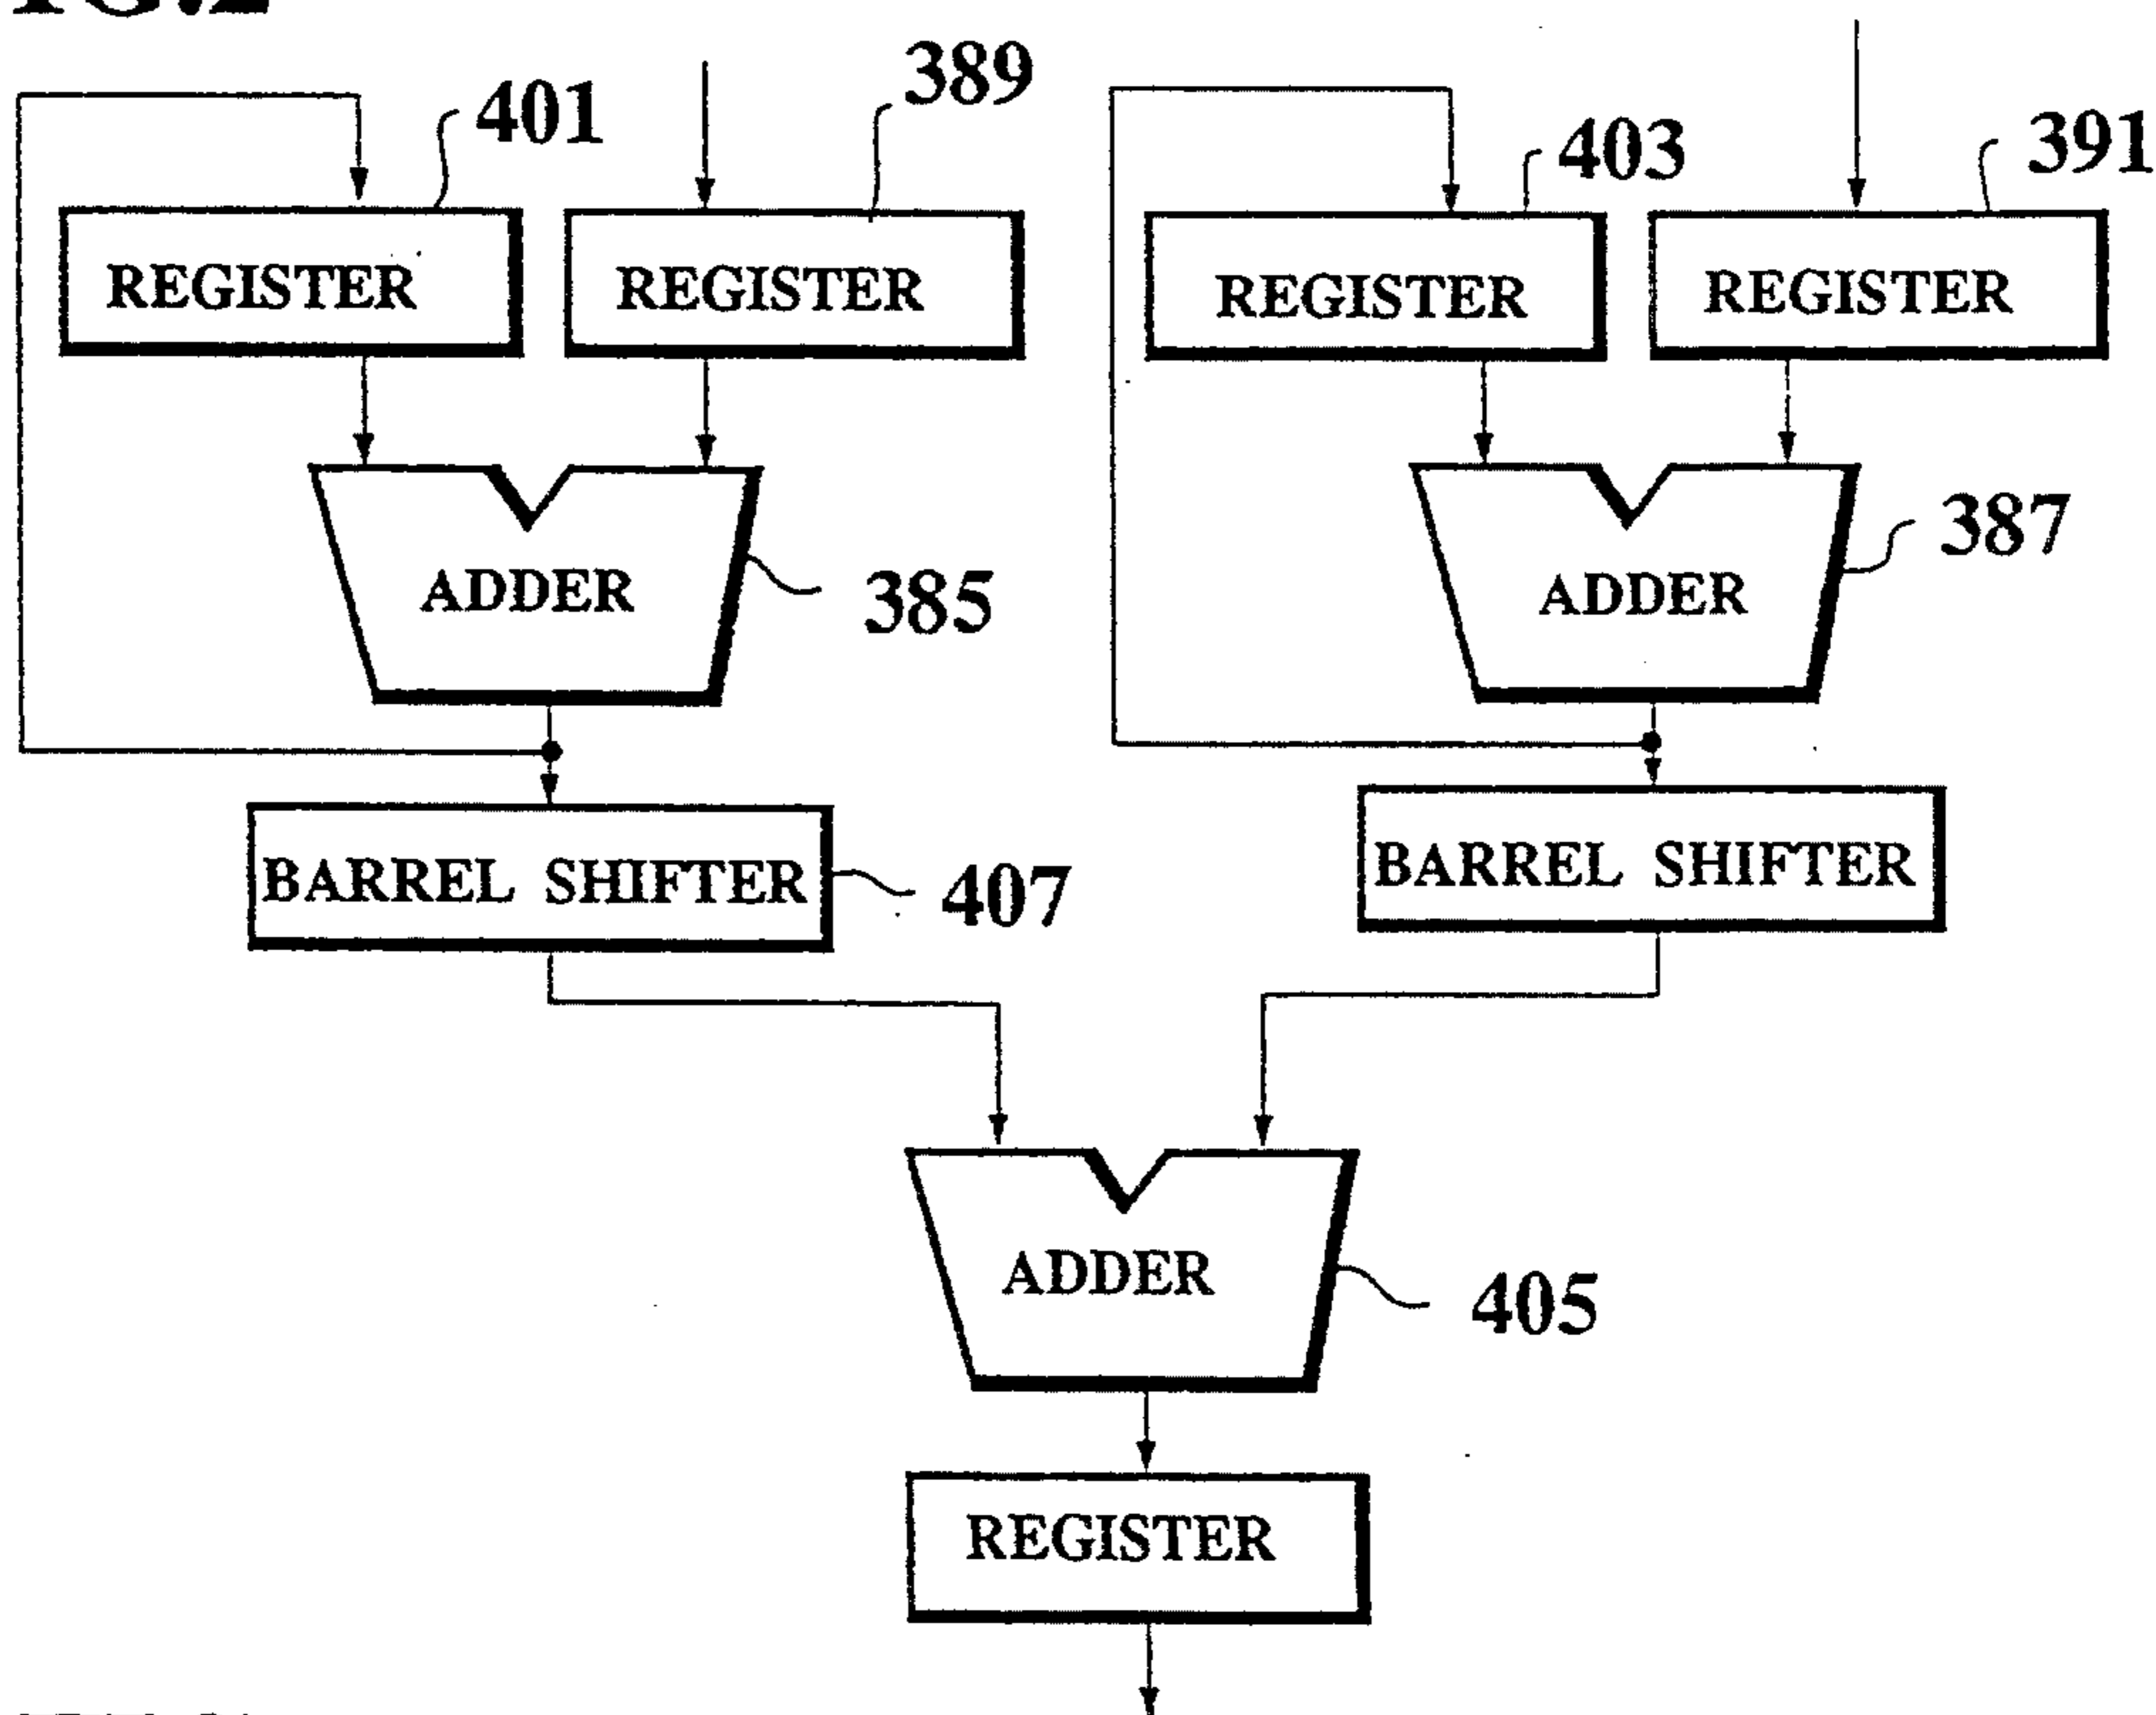 389
401
403
391
REGISTER
REGISTER
REGISTER
REGISTER
387
ADDER
385
ADDER
BARREL SHIFTER
407
BARREL SHIFTER
ADDER
405
REGISTER